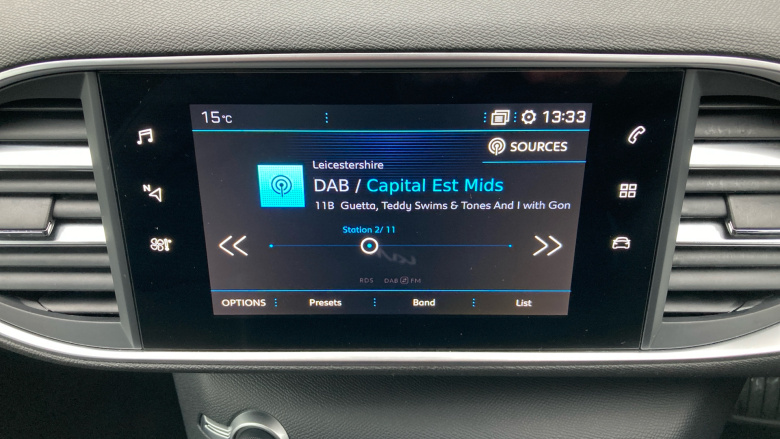 15°C 13:33
SOURCES
Leicestershire
DAB / Capital Est Mids
11B Guetta, Teddy Swims & Tones And I with Gon
Station 2/ 11
RDS DAB FM
OPTIONS Presets Band List
N